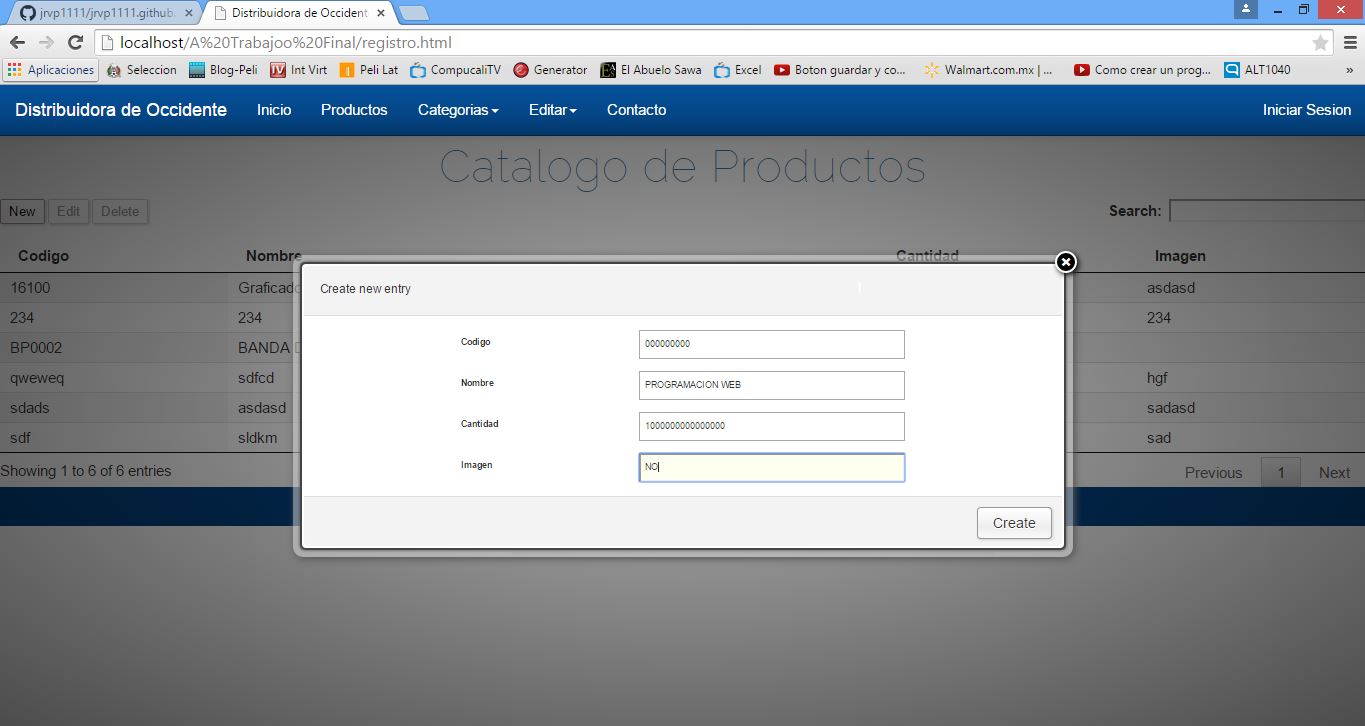 jrvp1111/jrvp1111.github.
Distribuidora de Occident
localhost/A%20Trabajoo%20Final/registro.html
Aplicaciones Seleccion Blog-Peli Int Virt Peli Lat CompucaliTV Generator El Abuelo Sawa Excel Boton guardar y co... Walmart.com.mx | ... Como crear un prog... ALT1040 »
Distribuidora de Occidente Inicio Productos Categorias Editar Contacto Iniciar Sesion
Catalogo de Productos
New Edit Delete Search:
Codigo Nombre Cantidad Imagen
16100 Graficado asdasd
234 234 234
BP0002 BANDA
qweweq sdfcd hgf
sdads asdasd sadasd
sdf sldkm sad
Showing 1 to 6 of 6 entries Previous 1 Next
Create new entry
Codigo 000000000
Nombre PROGRAMACION WEB
Cantidad 1000000000000000
Imagen NO
Create